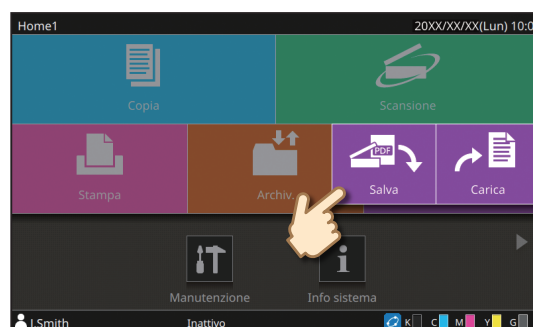 Home1 20XX/XX/XX(Lun) 10:0
Copia Scansione
PDF
Stampa Archiv. Salva Carica
Manutenzione Info sistema
J.Smith Inattivo K C M Y G